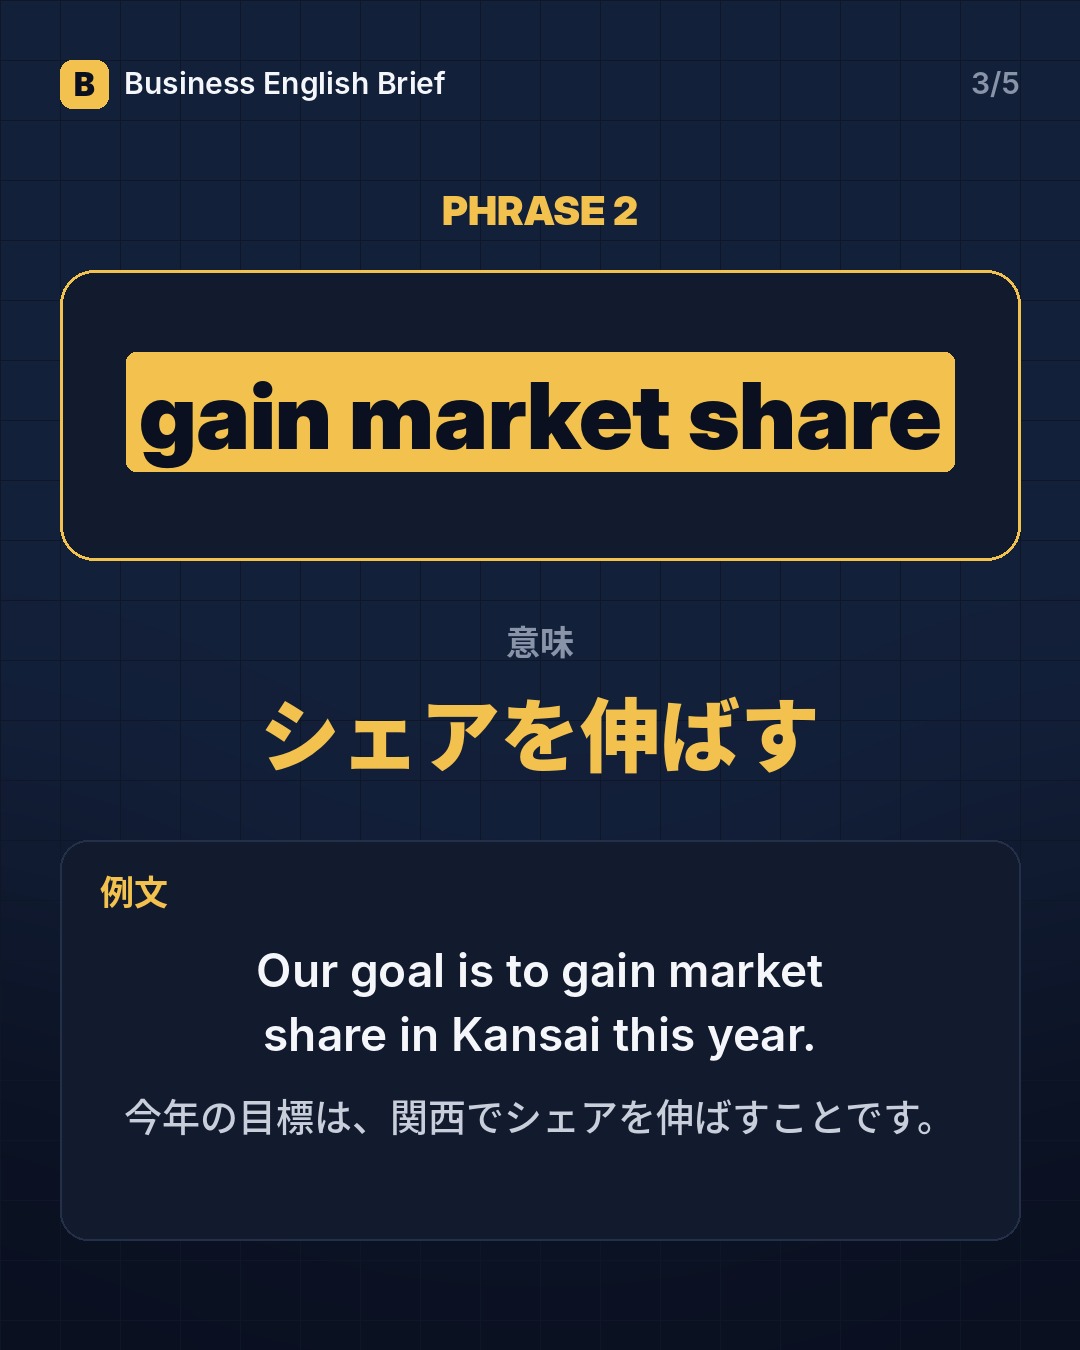 B Business English Brief 3/5
PHRASE 2
gain market share
意味
シェアを伸ばす
例文
Our goal is to gain market
share in Kansai this year.
今年の目標は、関西でシェアを伸ばすことです。